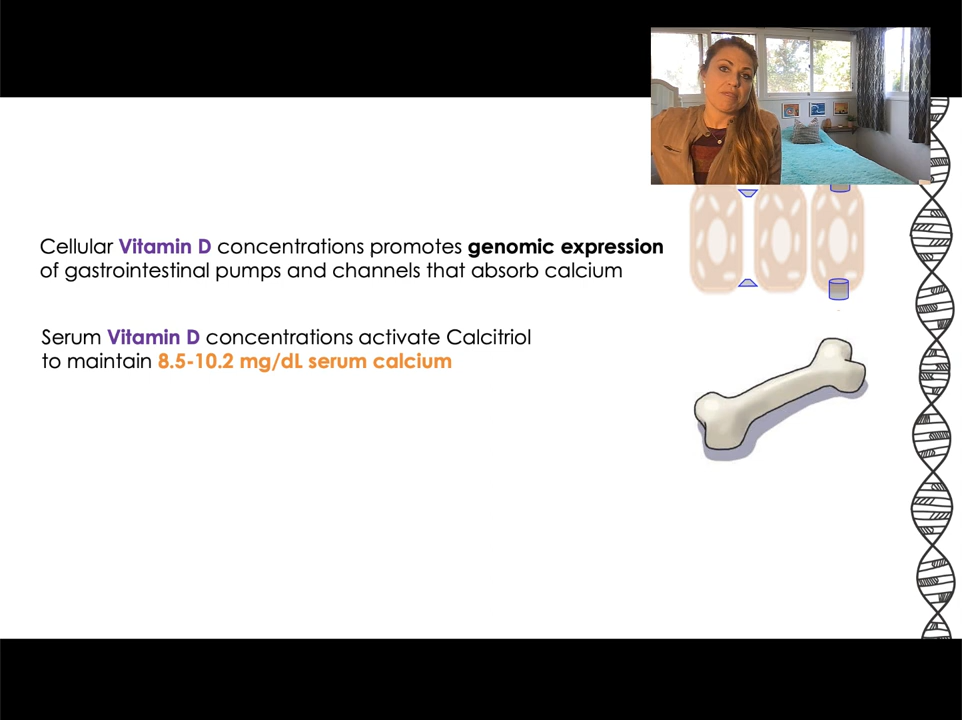 Cellular Vitamin D concentrations promotes genomic expression
of gastrointestinal pumps and channels that absorb calcium
Serum Vitamin D concentrations activate Calcitriol
to maintain 8.5-10.2 mg/dL serum calcium